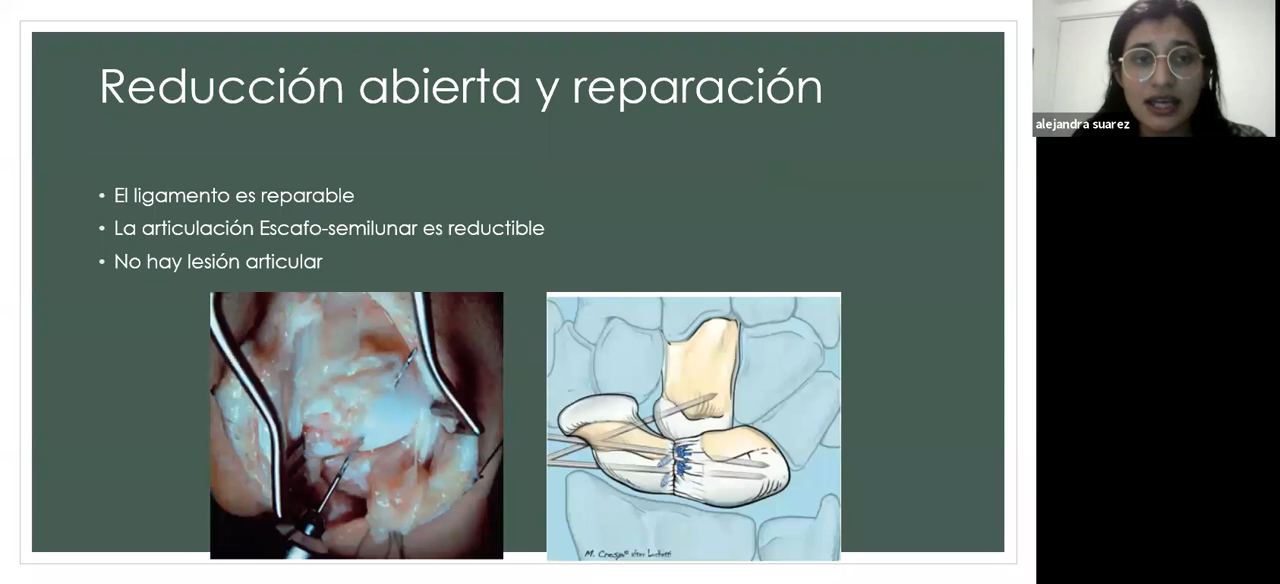 Reducción abierta y reparación
• El ligamento es reparable
• La articulación Escafo-semilunar es reductible
• No hay lesión articular
alejandra suarez